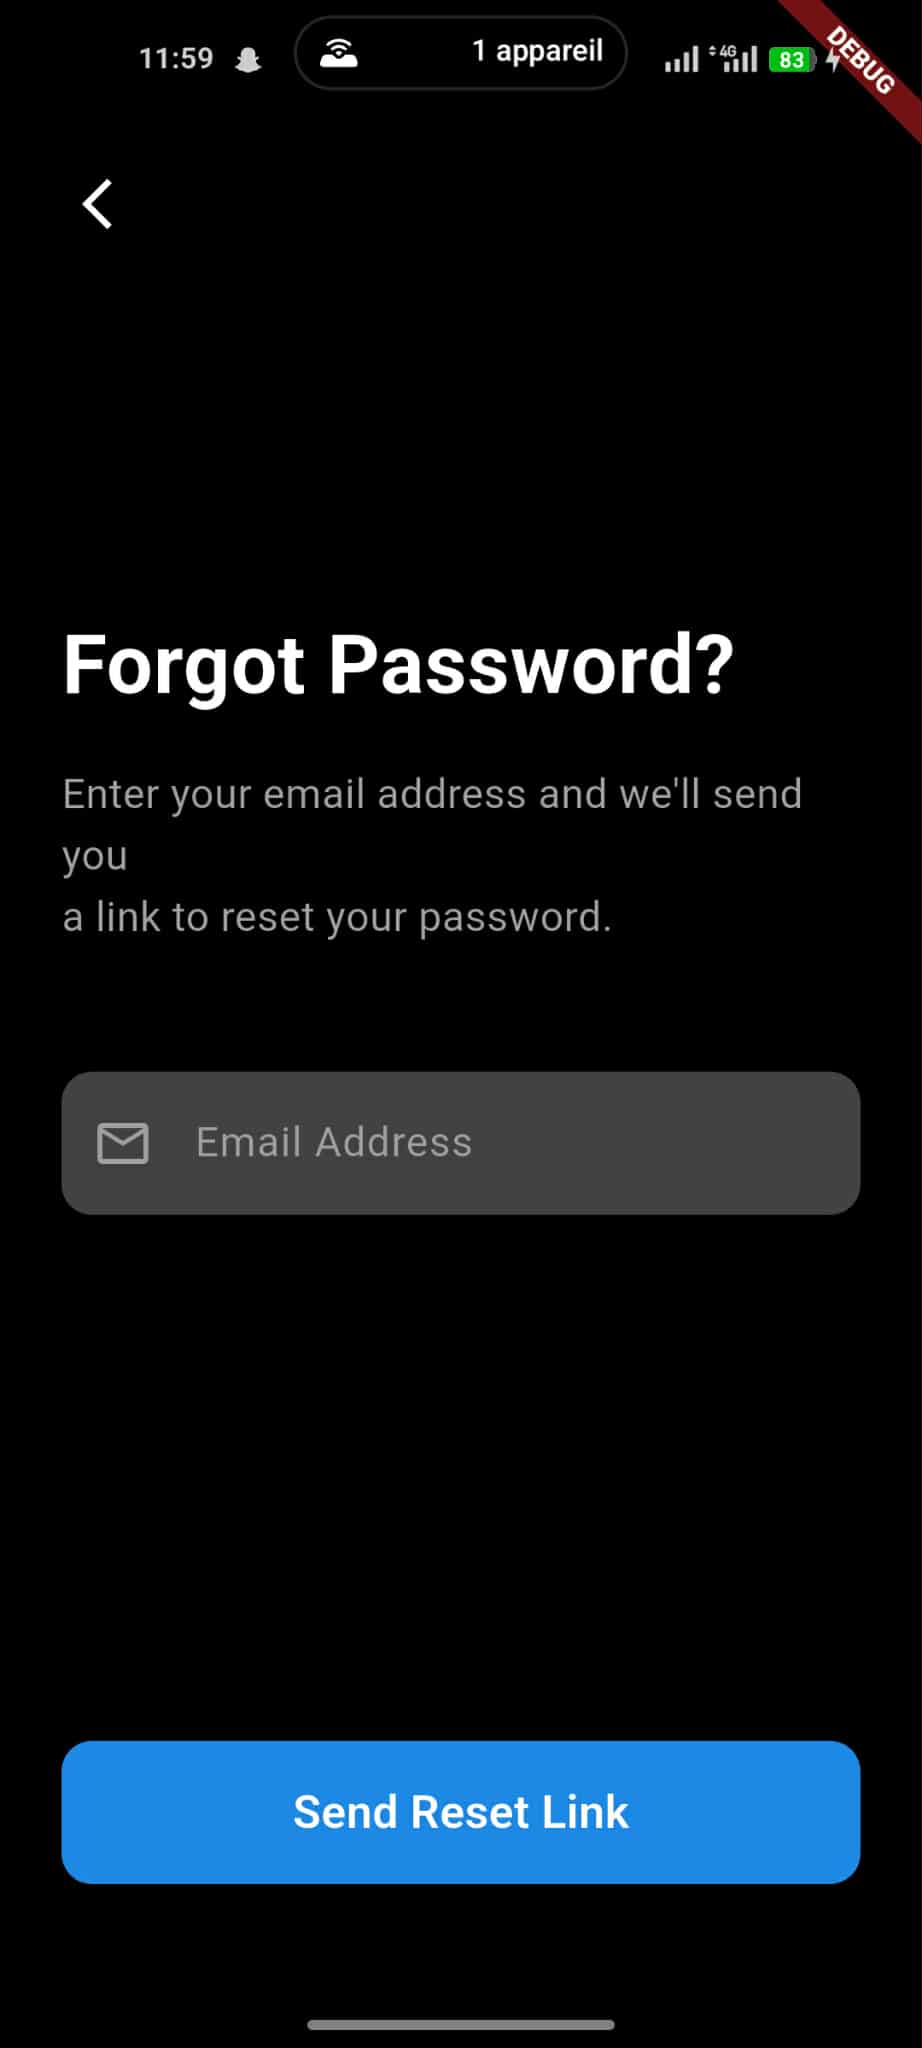 11:59
1 appareil
4G
83
DEBUG
Forgot Password?
Enter your email address and we'll send
you
a link to reset your password.
Email Address
Send Reset Link